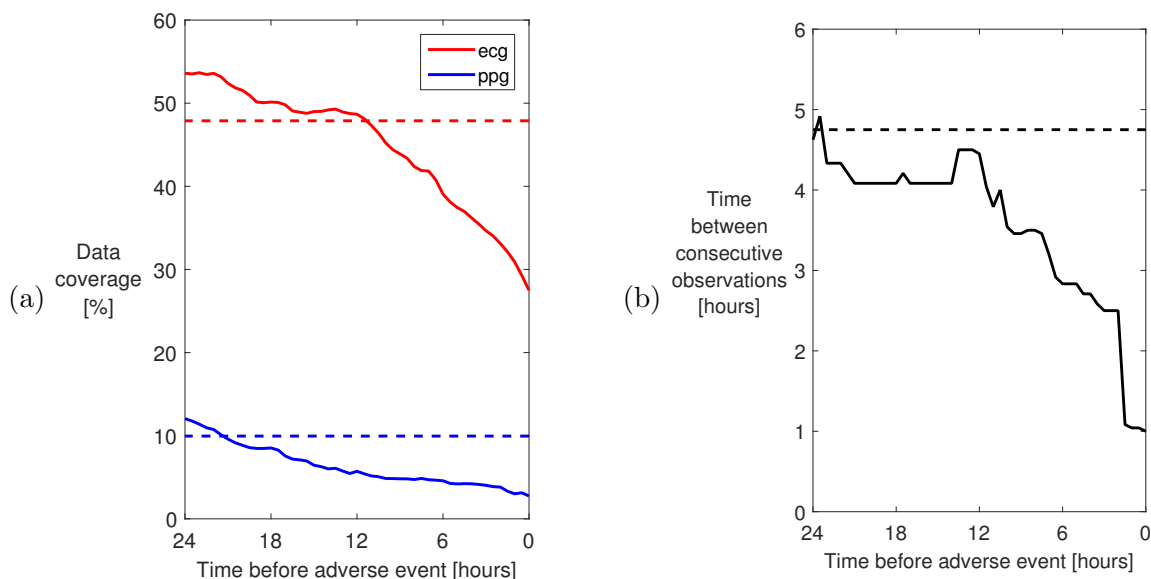 (a)
Data
coverage
[%]
60
50
40
30
20
10
0
ecg
ppg
24 18 12 6 0
Time before adverse event [hours]
(b)
Time
between
consecutive
observations
[hours]
6
5
4
3
2
1
0
24 18 12 6 0
Time before adverse event [hours]